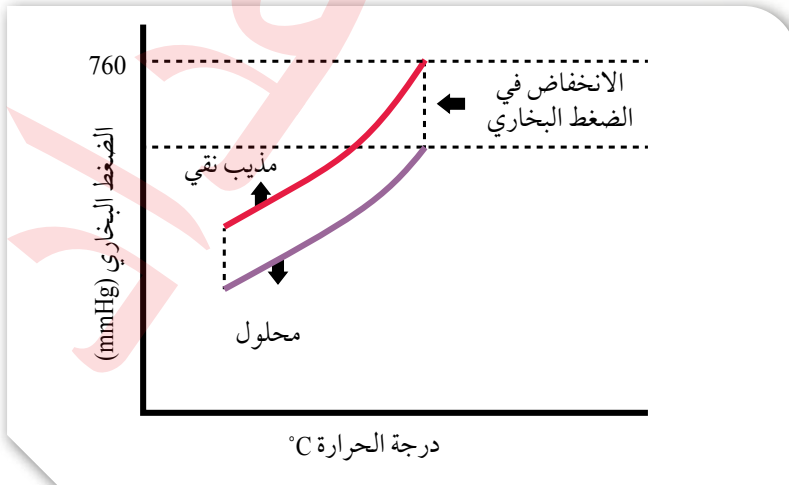 760
الانخفاض في
الضغط البخاري
مذيب نقي
محلول
الضغط البخاري (mmHg)
درجة الحرارة C°